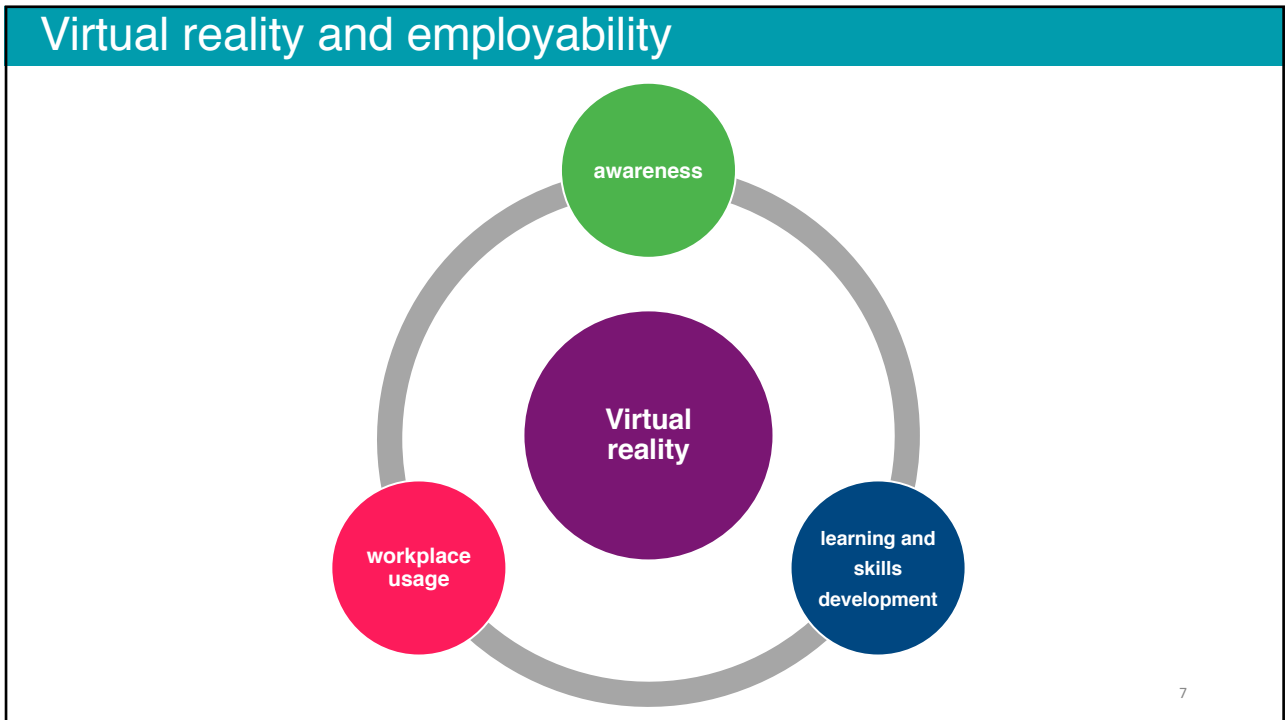 Virtual reality and employability
awareness
Virtual
reality
workplace
usage
learning and
skills
development
7